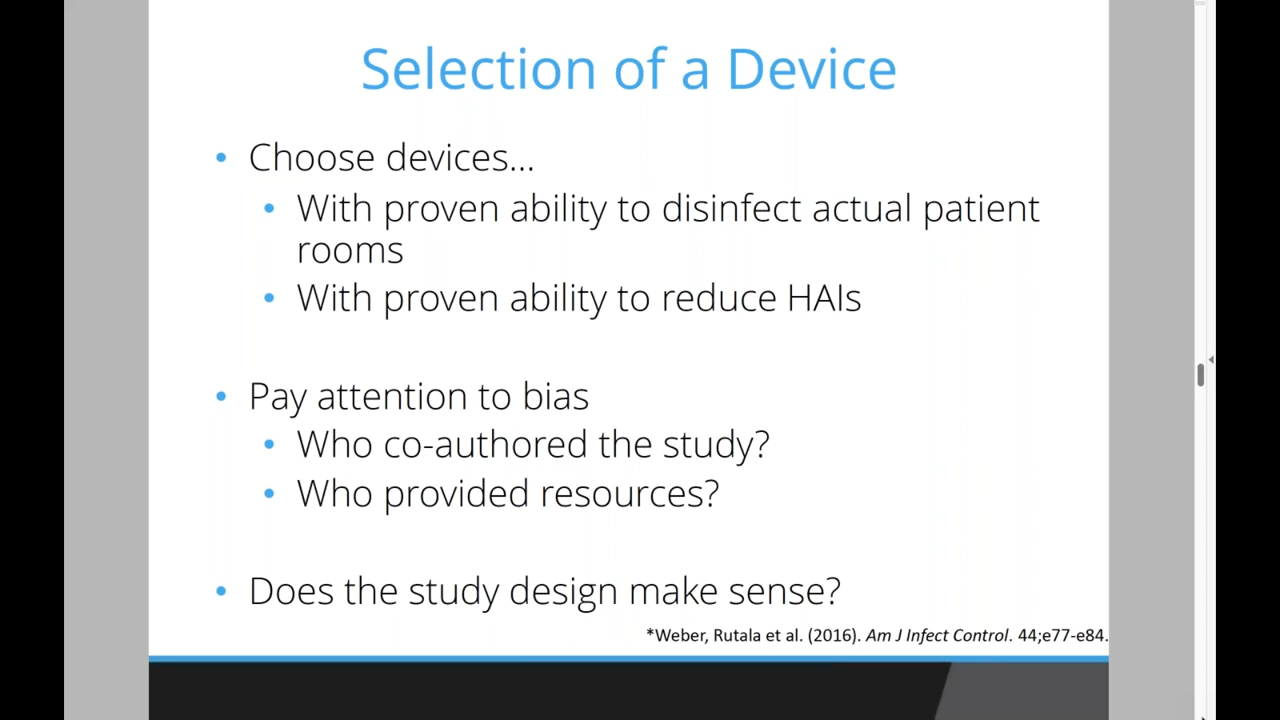 Selection of a Device
• Choose devices...
• With proven ability to disinfect actual patient
rooms
• With proven ability to reduce HAIs
• Pay attention to bias
• Who co-authored the study?
• Who provided resources?
• Does the study design make sense?
*Weber, Rutala et al. (2016). Am J Infect Control. 44;e77-e84.